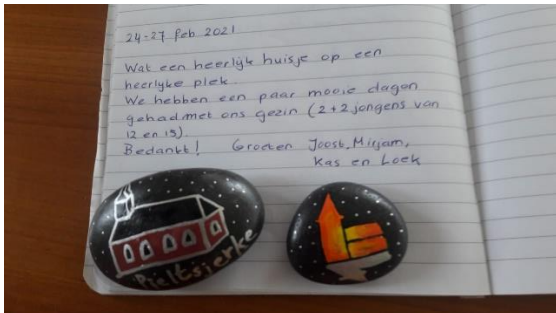 24-27 feb 2021
Wat een heerlijk huisje op een
heerlijke plek.
We hebben een paar mooie dagen
gehad met ons gezin (2+2 jongens van
12 en 15).
Bedankt! Groeten Joost, Mirjam,
Kas en Loek
Pieltsjerke